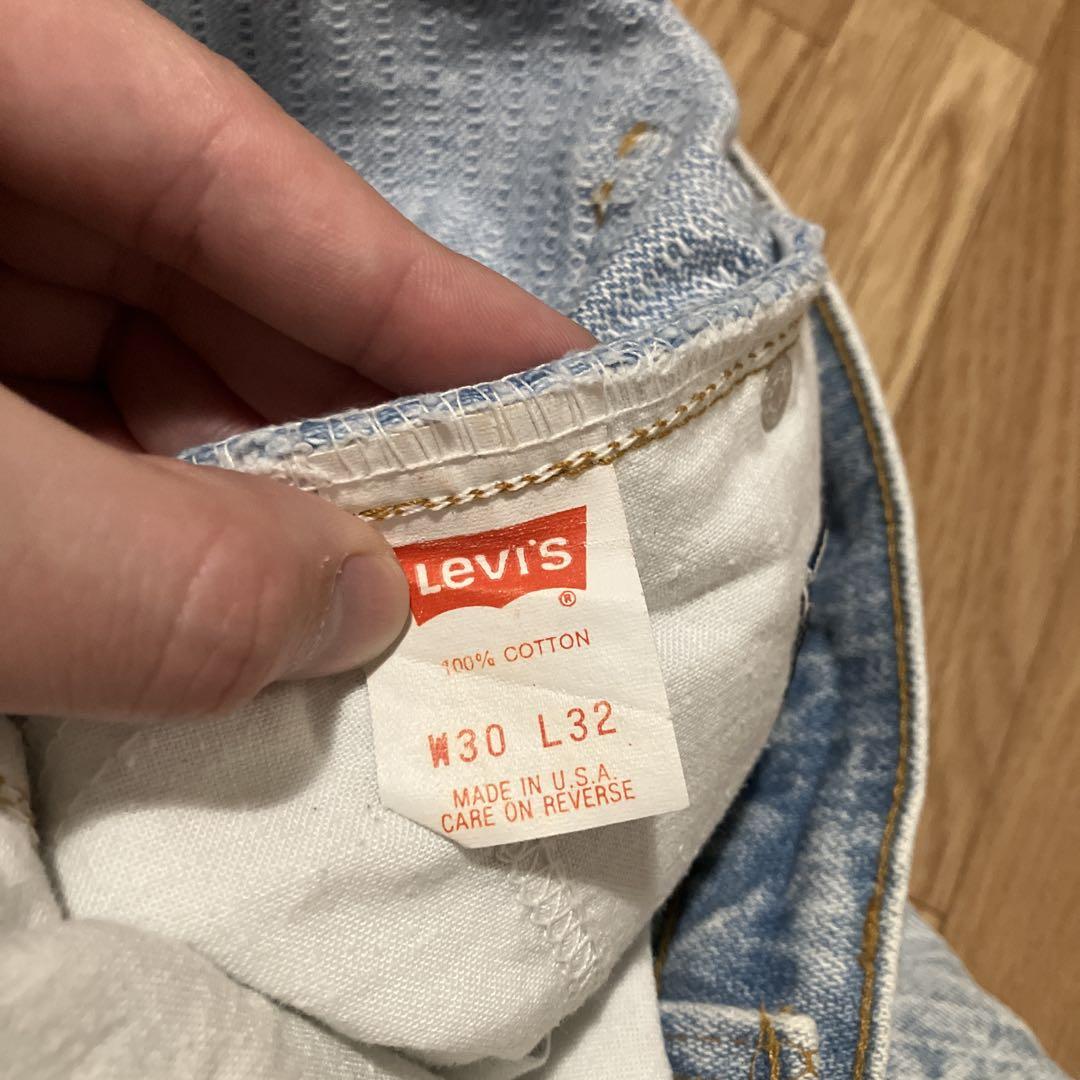 Levi's ®
100% COTTON
W30 L32
MADE IN U.S.A.
CARE ON REVERSE